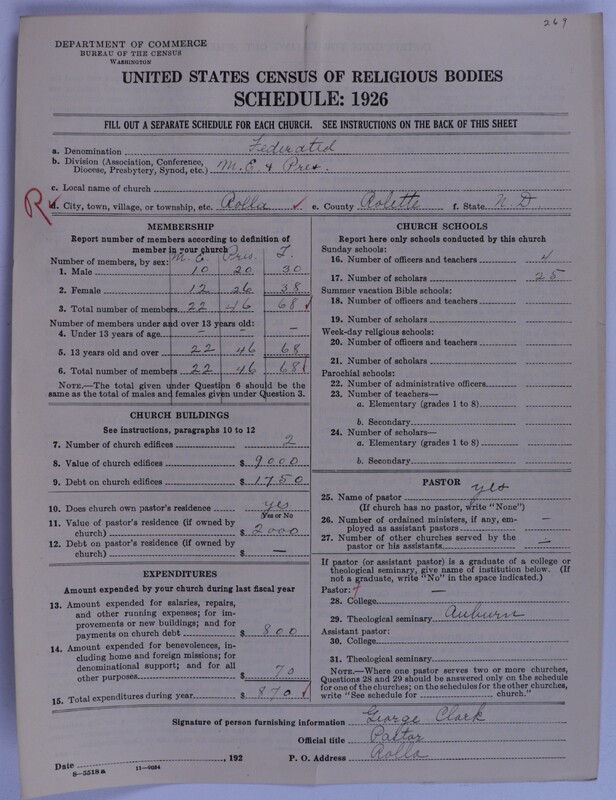 269
DEPARTMENT OF COMMERCE
BUREAU OF THE CENSUS
WASHINGTON
UNITED STATES CENSUS OF RELIGIOUS BODIES
SCHEDULE: 1926
FILL OUT A SEPARATE SCHEDULE FOR EACH CHURCH. SEE INSTRUCTIONS ON THE BACK OF THIS SHEET
a. Denomination Federated
b. Division (Association, Conference, Diocese, Presbytery, Synod, etc.) M.E. & Pres.
c. Local name of church
R d. City, town, village, or township, etc. Rolla ✓ e. County Rolette f. State N.D.
MEMBERSHIP
Report number of members according to definition of member in your church
Number of members, by sex: M.E. Pres. T.
1. Male 10 20 30
2. Female 12 26 38
3. Total number of members 22 46 68 ✓
Number of members under and over 13 years old:
4. Under 13 years of age – – –
5. 13 years old and over 22 46 68
6. Total number of members 22 46 68 ✓
NOTE.—The total given under Question 6 should be the
same as the total of males and females given under Question 3.
CHURCH BUILDINGS
See instructions, paragraphs 10 to 12
7. Number of church edifices 2
8. Value of church edifices $ 9000
9. Debt on church edifices $ 1750
10. Does church own pastor's residence yes
Yes or No
11. Value of pastor's residence (if owned by
church) $ 2000
12. Debt on pastor's residence (if owned by
church) $ —
EXPENDITURES
Amount expended by your church during last fiscal year
13. Amount expended for salaries, repairs,
and other running expenses; for im-
provements or new buildings; and for
payments on church debt $ 800
14. Amount expended for benevolences, in-
cluding home and foreign missions; for
denominational support; and for all
other purposes $ 70
15. Total expenditures during year $ 870 ✓
CHURCH SCHOOLS
Report here only schools conducted by this church
Sunday schools:
16. Number of officers and teachers 4
17. Number of scholars 25
Summer vacation Bible schools:
18. Number of officers and teachers
19. Number of scholars
Week-day religious schools:
20. Number of officers and teachers
21. Number of scholars
Parochial schools:
22. Number of administrative officers
23. Number of teachers—
a. Elementary (grades 1 to 8)
b. Secondary
24. Number of scholars—
a. Elementary (grades 1 to 8)
b. Secondary
PASTOR
25. Name of pastor yes
(If church has no pastor, write "None")
26. Number of ordained ministers, if any, em-
ployed as assistant pastors —
27. Number of other churches served by the
pastor or his assistants —
If pastor (or assistant pastor) is a graduate of a college or
theological seminary, give name of institution below. (If
not a graduate, write "No" in the space indicated.)
Pastor:
28. College —
29. Theological seminary Auburn
Assistant pastor:
30. College
31. Theological seminary
NOTE.—Where one pastor serves two or more churches,
Questions 28 and 29 should be answered only on the schedule
for one of the churches; on the schedules for the other churches,
write "See schedule for church."
Signature of person furnishing information George Clark
Official title Pastor
Date , 192 P. O. Address Rolla
8-5518a 11-9024